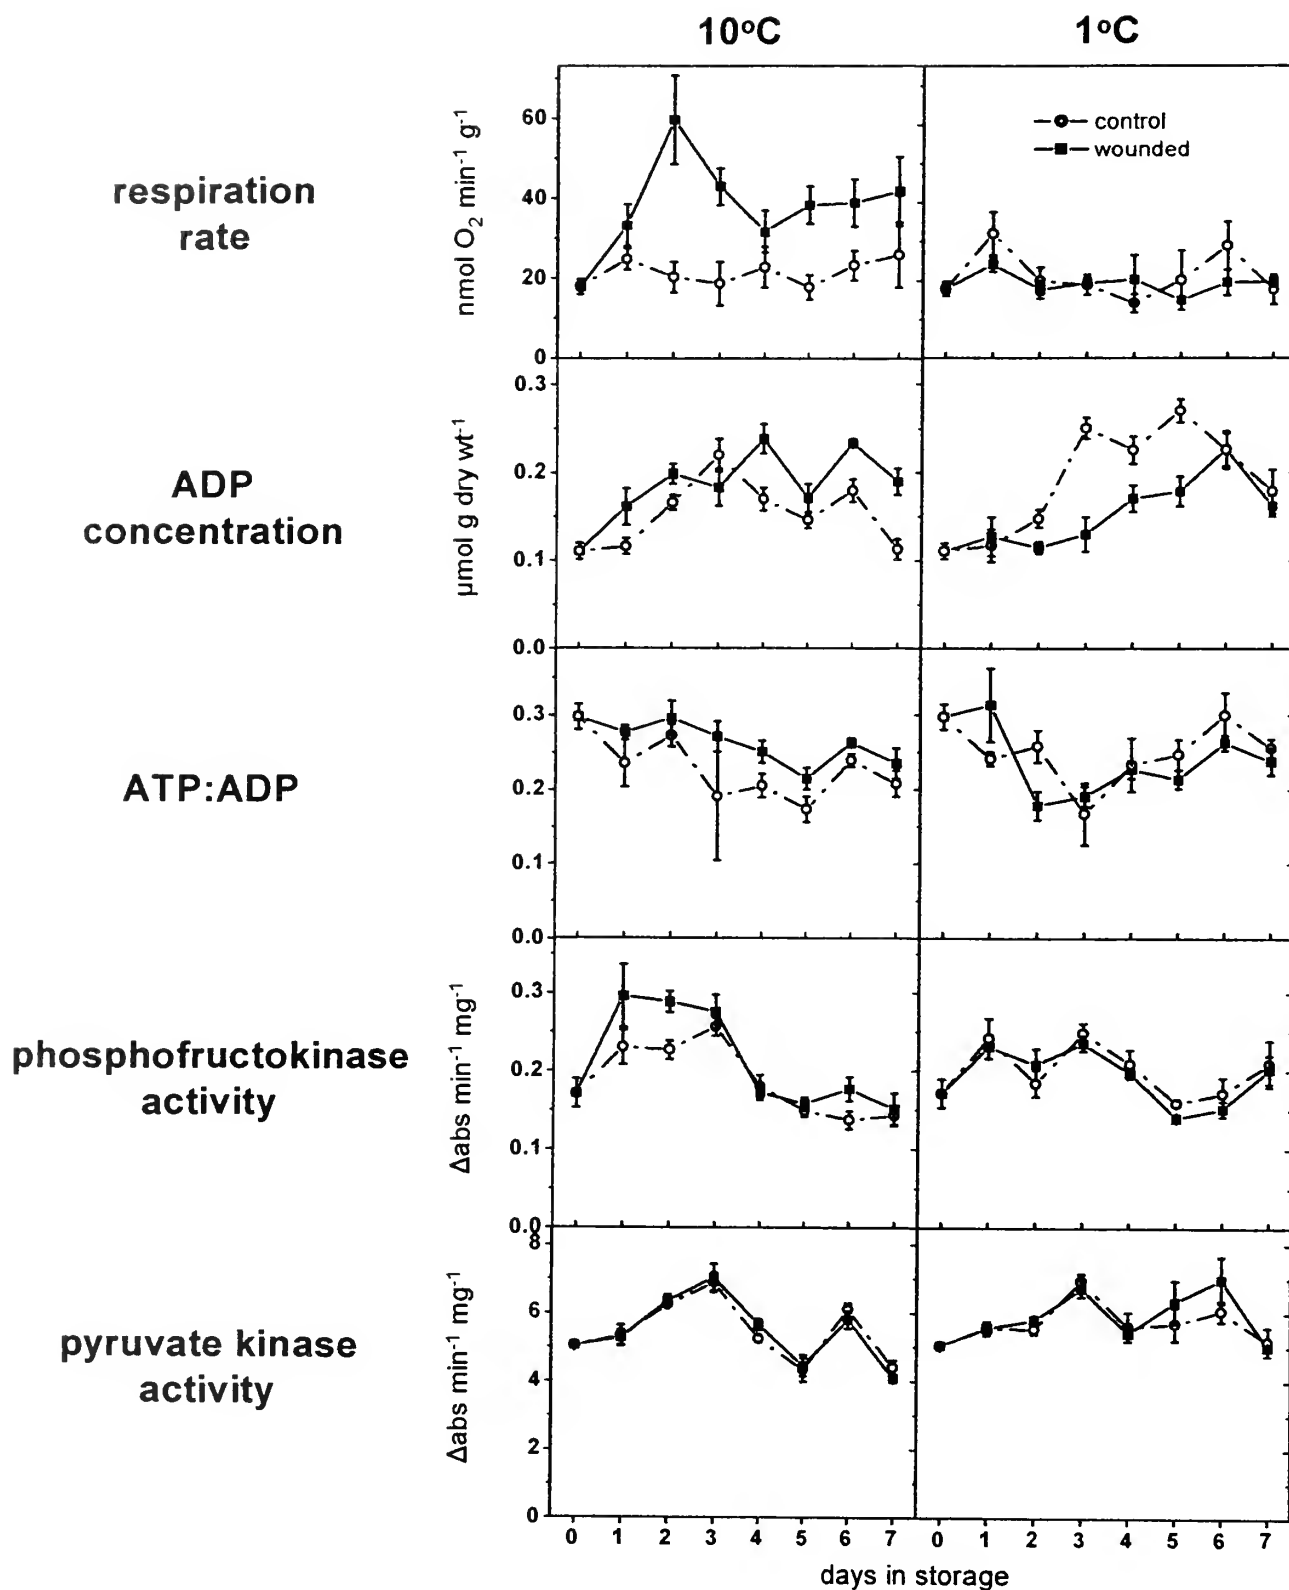 10°C 1°C
respiration
rate
nmol O₂ min⁻¹ g⁻¹
60
40
20
0
control
wounded
ADP
concentration
µmol g dry wt⁻¹
0.3
0.2
0.1
0.0
ATP:ADP
0.3
0.2
0.1
0.0
phosphofructokinase
activity
Δabs min⁻¹ mg⁻¹
0.3
0.2
0.1
0.0
pyruvate kinase
activity
Δabs min⁻¹ mg⁻¹
8
6
4
2
0
0 1 2 3 4 5 6 7 0 1 2 3 4 5 6 7
days in storage